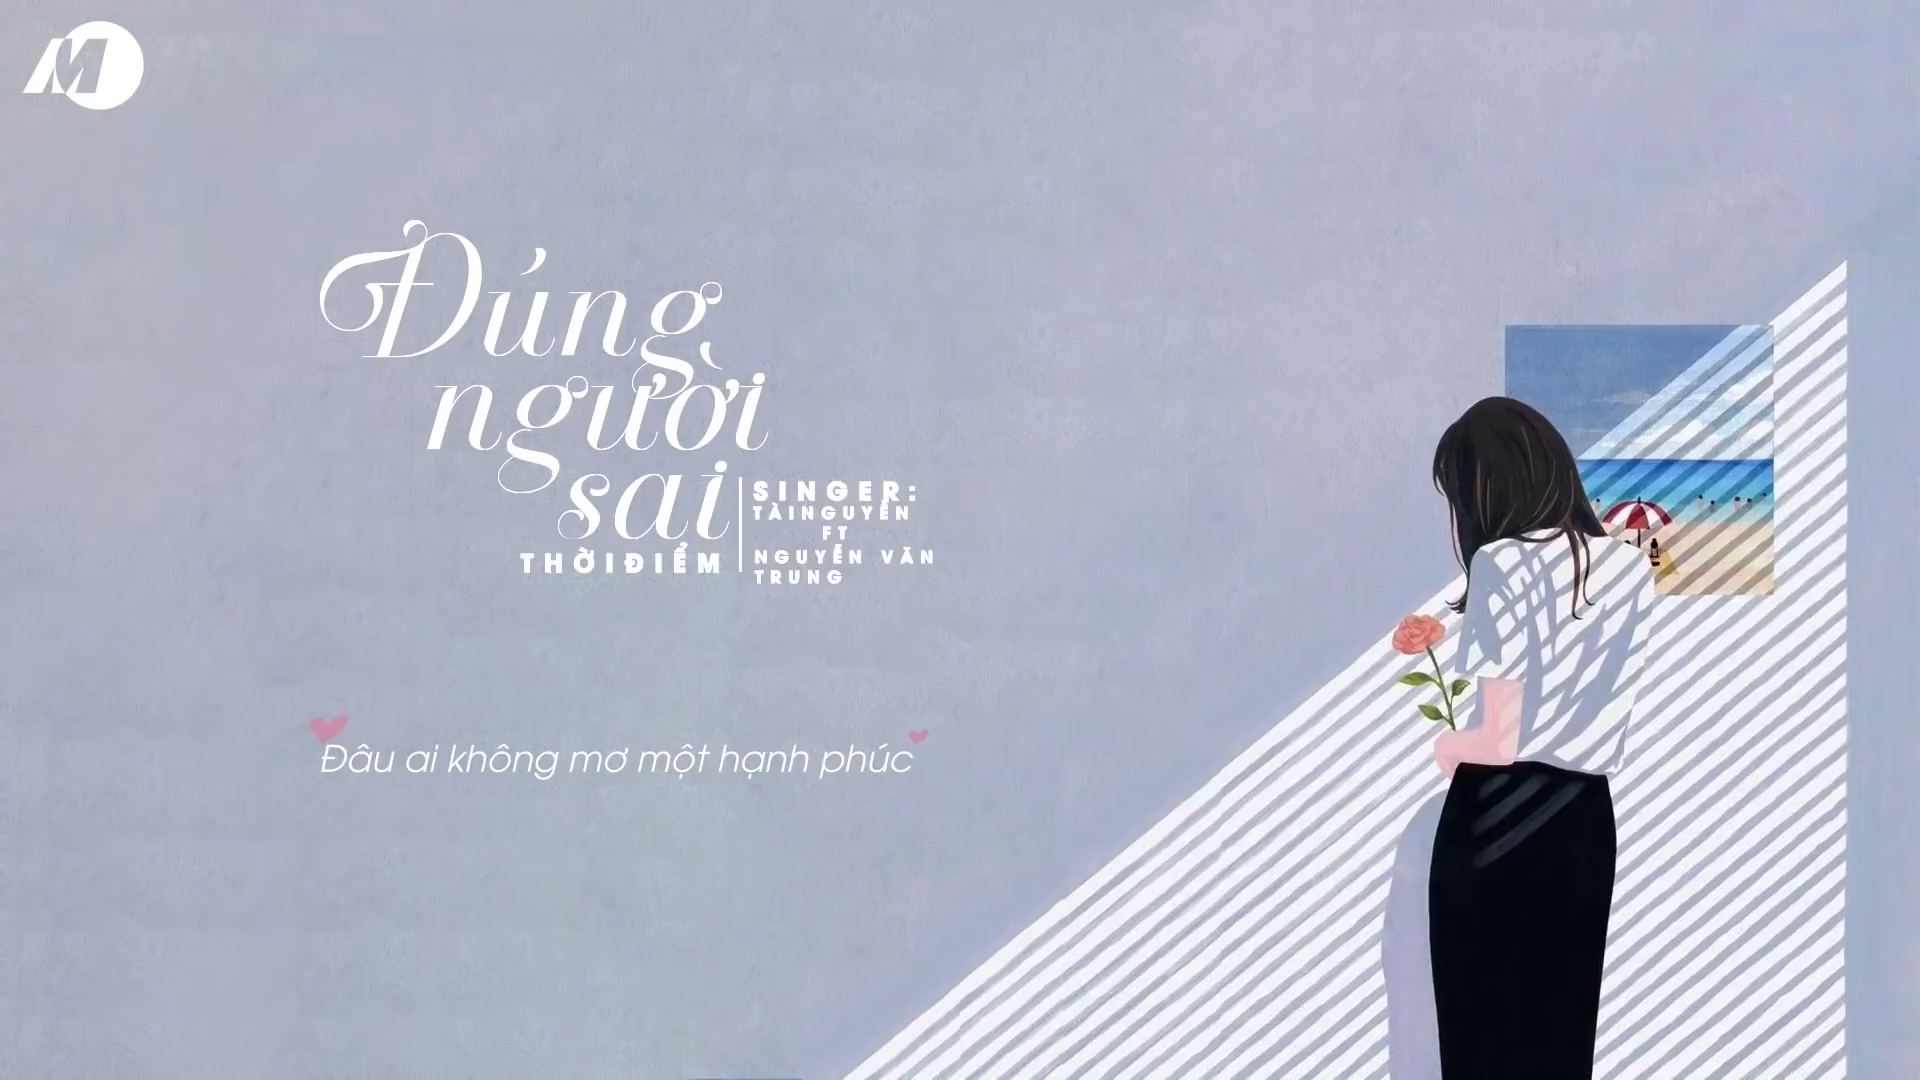 M
Đúng
người
sai
THỜI ĐIỂM
SINGER:
TÀI NGUYỄN
FT
NGUYỄN VĂN
TRUNG
Đâu ai không mơ một hạnh phúc